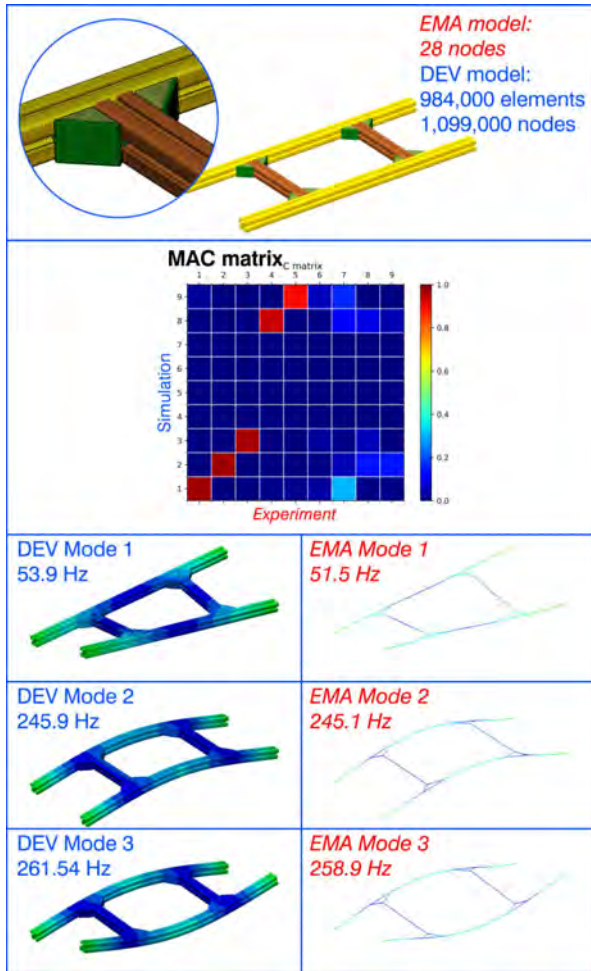 EMA model:
28 nodes
DEV model:
984,000 elements
1,099,000 nodes
MAC matrix C matrix
1 2 3 4 5 6 7 8 9
9
8
7
6
5
4
3
2
1
Simulation
Experiment
1.0
0.8
0.6
0.4
0.2
0.0
DEV Mode 1
53.9 Hz
EMA Mode 1
51.5 Hz
DEV Mode 2
245.9 Hz
EMA Mode 2
245.1 Hz
DEV Mode 3
261.54 Hz
EMA Mode 3
258.9 Hz